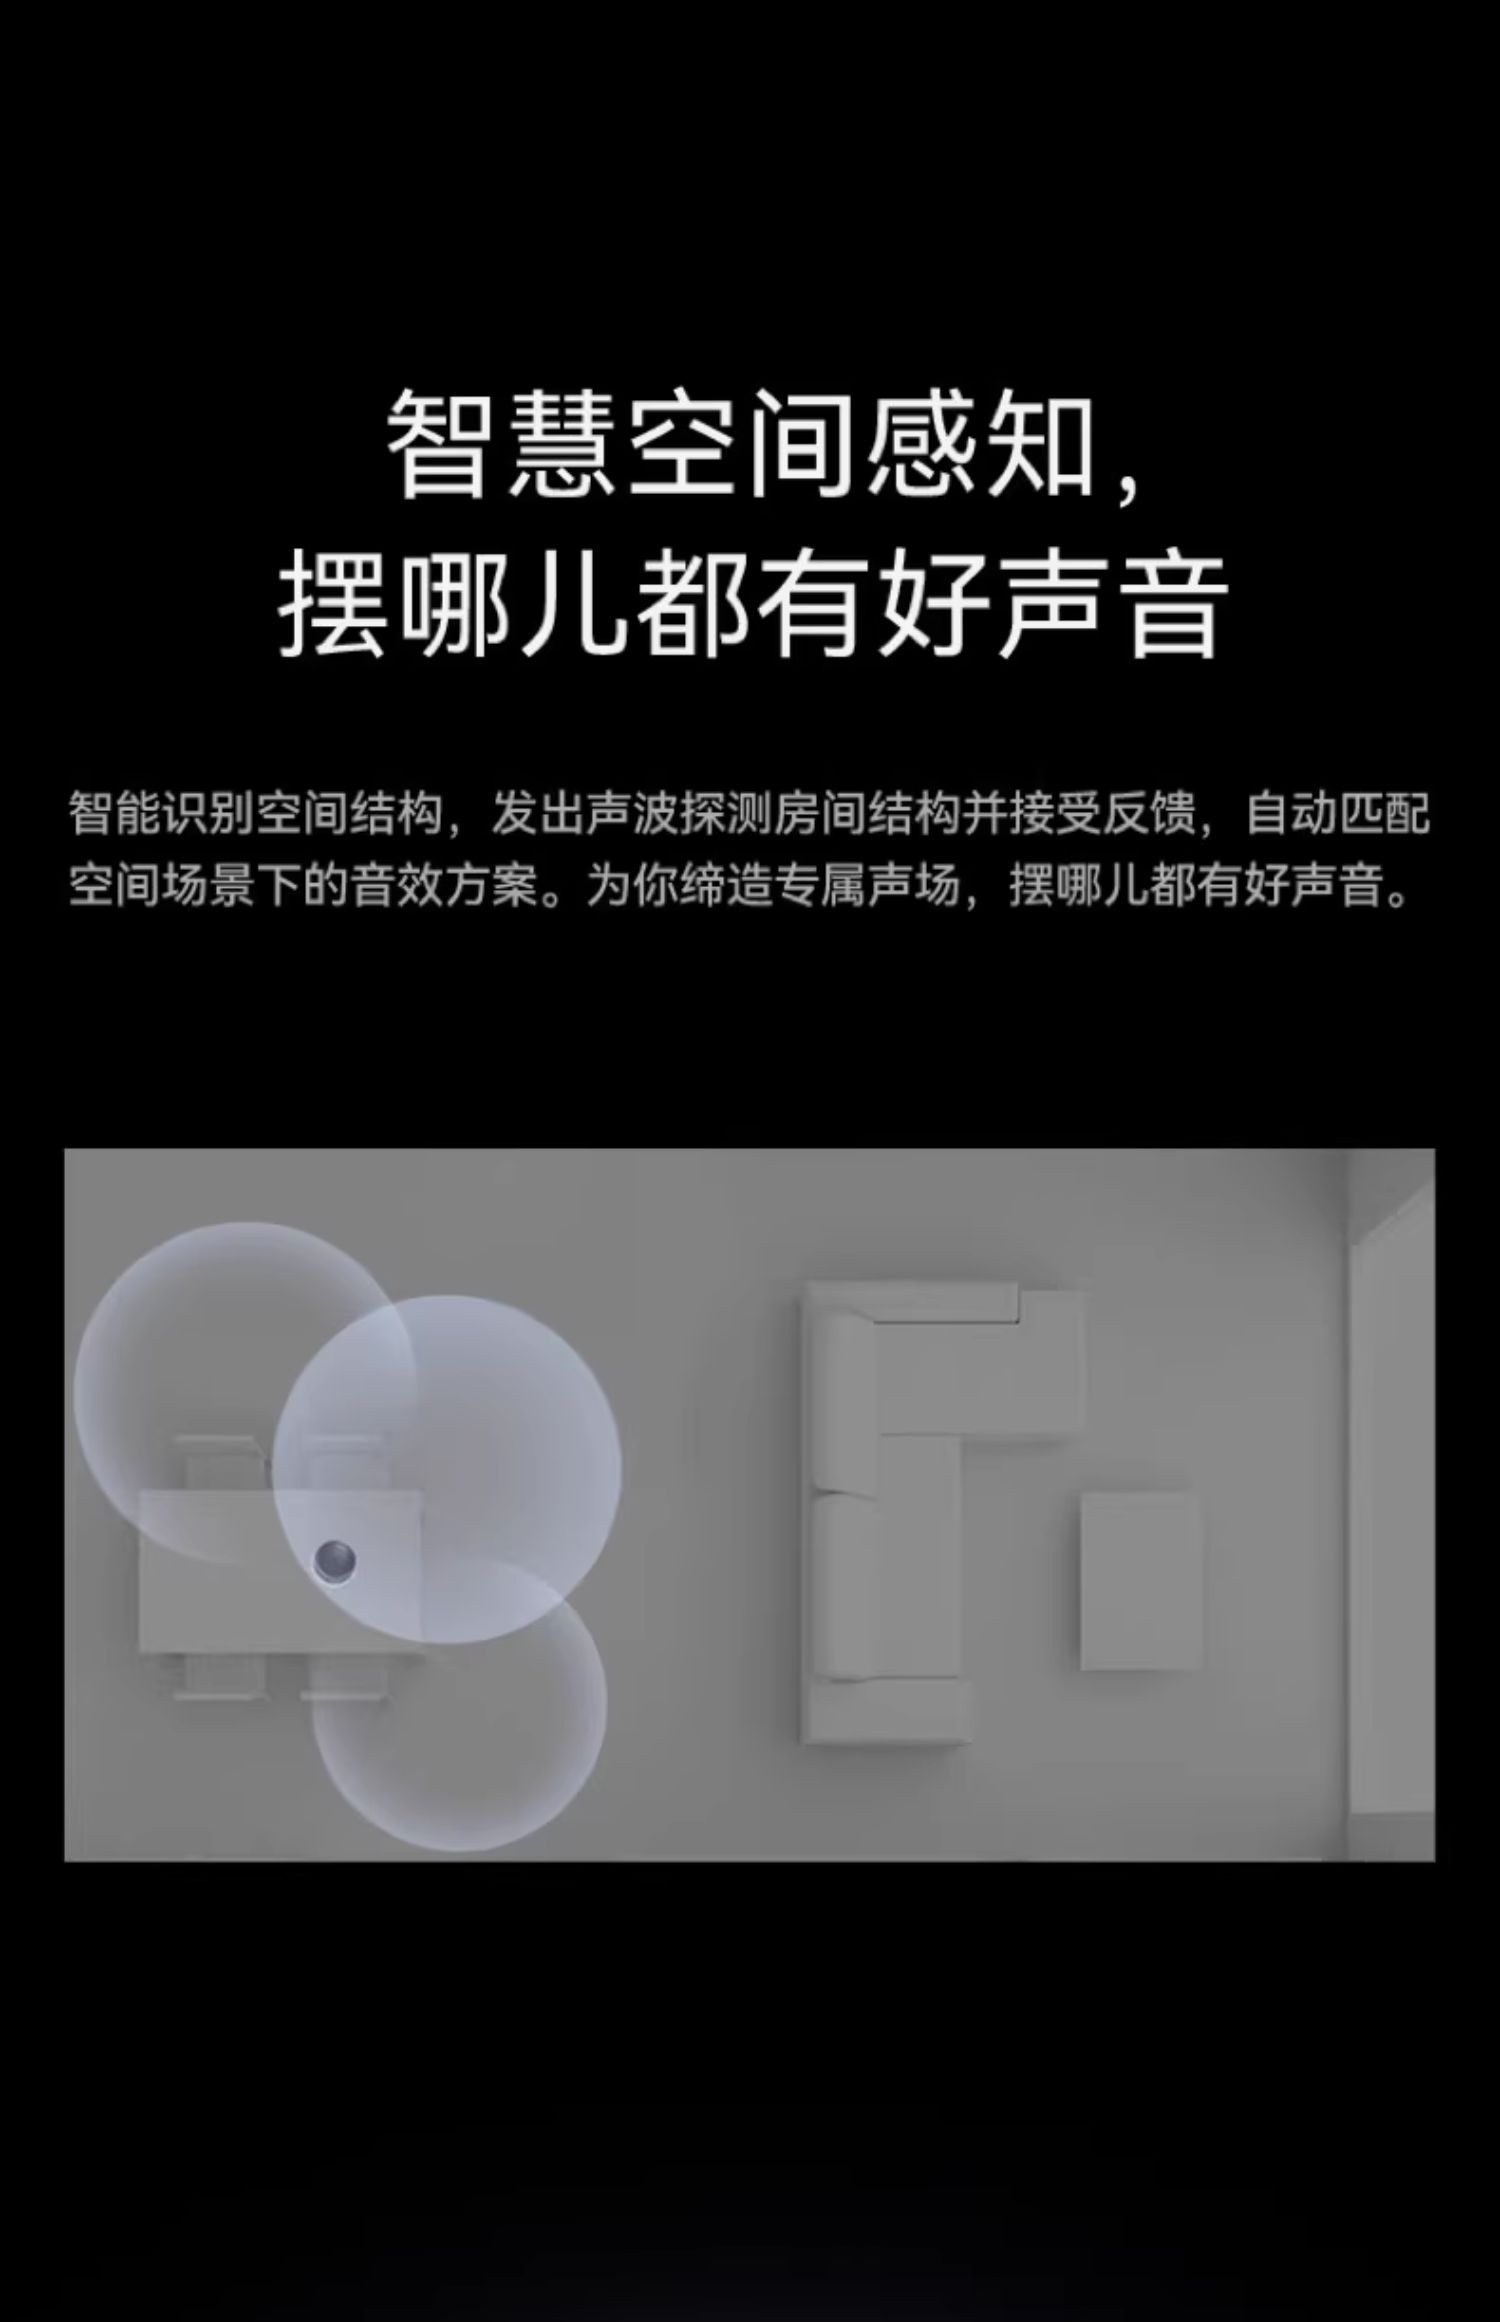 智慧空间感知，
摆哪儿都有好声音
智能识别空间结构，发出声波探测房间结构并接受反馈，自动匹配
空间场景下的音效方案。为你缔造专属声场，摆哪儿都有好声音。